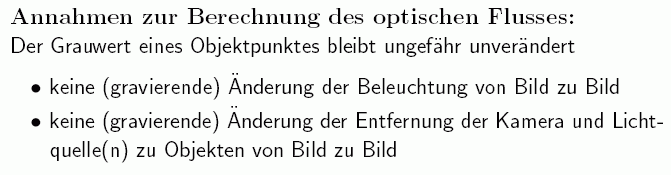 Annahmen zur Berechnung des optischen Flusses:
Der Grauwert eines Objektpunktes bleibt ungefähr unverändert
• keine (gravierende) Änderung der Beleuchtung von Bild zu Bild
• keine (gravierende) Änderung der Entfernung der Kamera und Licht-
quelle(n) zu Objekten von Bild zu Bild